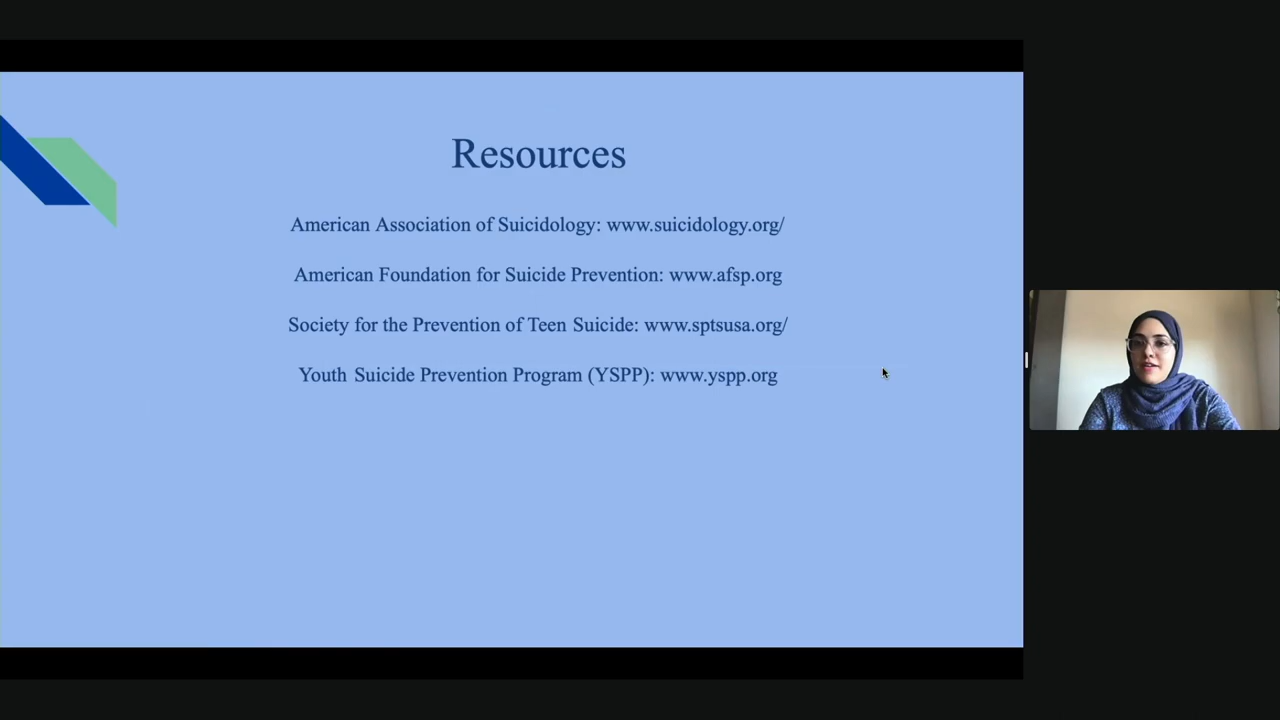 Resources
American Association of Suicidology: www.suicidology.org/
American Foundation for Suicide Prevention: www.afsp.org
Society for the Prevention of Teen Suicide: www.sptsusa.org/
Youth Suicide Prevention Program (YSPP): www.yspp.org